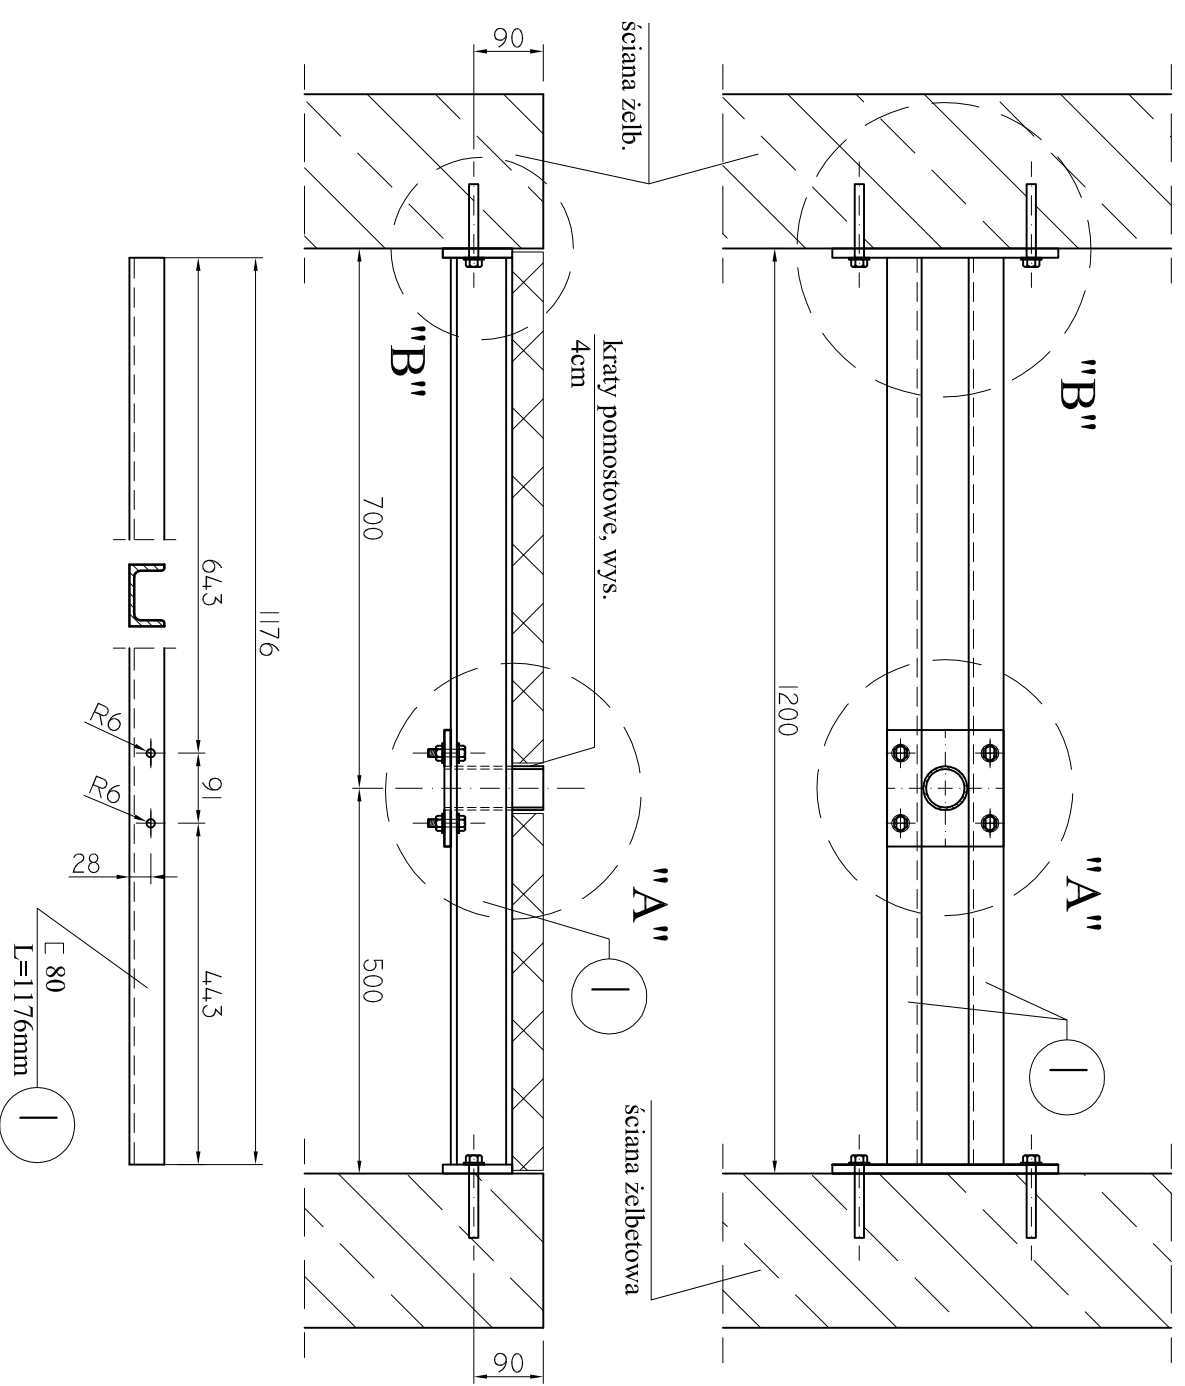 "B"
"A"
1
1200
ściana żelb.
ściana żelbetowa
kraty pomostowe, wys.
4cm
"A"
1
"B"
90
700
500
90
1176
643
91
443
R6
R6
28
[ 80
L=1176mm
1